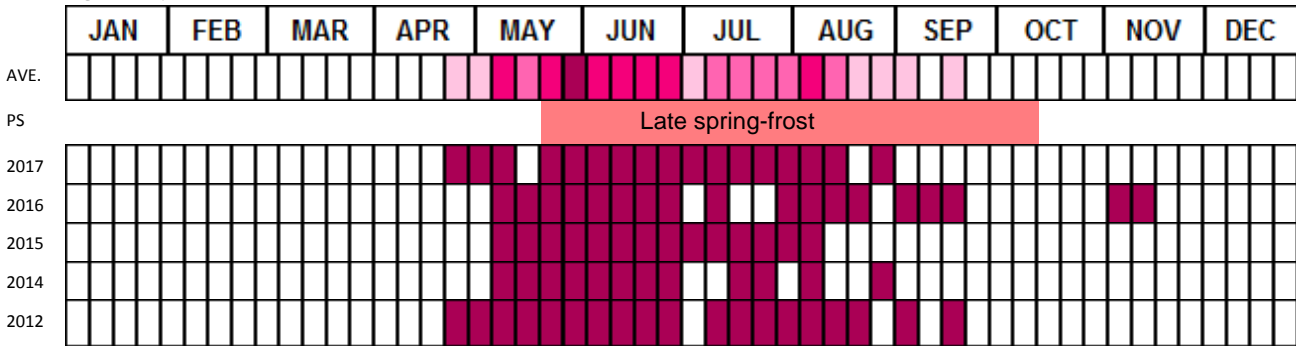 JAN FEB MAR APR MAY JUN JUL AUG SEP OCT NOV DEC
AVE.
PS Late spring-frost
2017
2016
2015
2014
2012